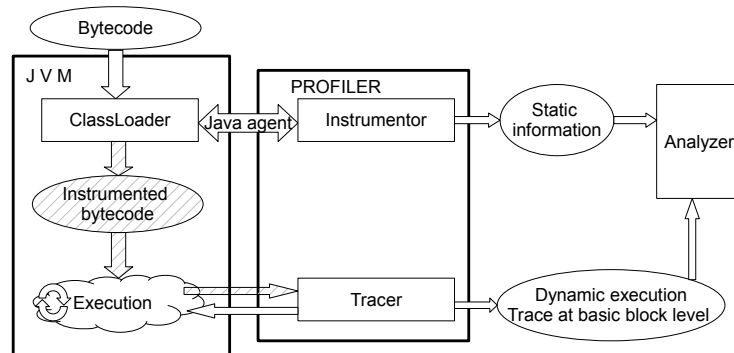 Bytecode
J V M
PROFILER
ClassLoader
Java agent
Instrumentor
Static
information
Analyzer
Instrumented
bytecode
Execution
Tracer
Dynamic execution
Trace at basic block level